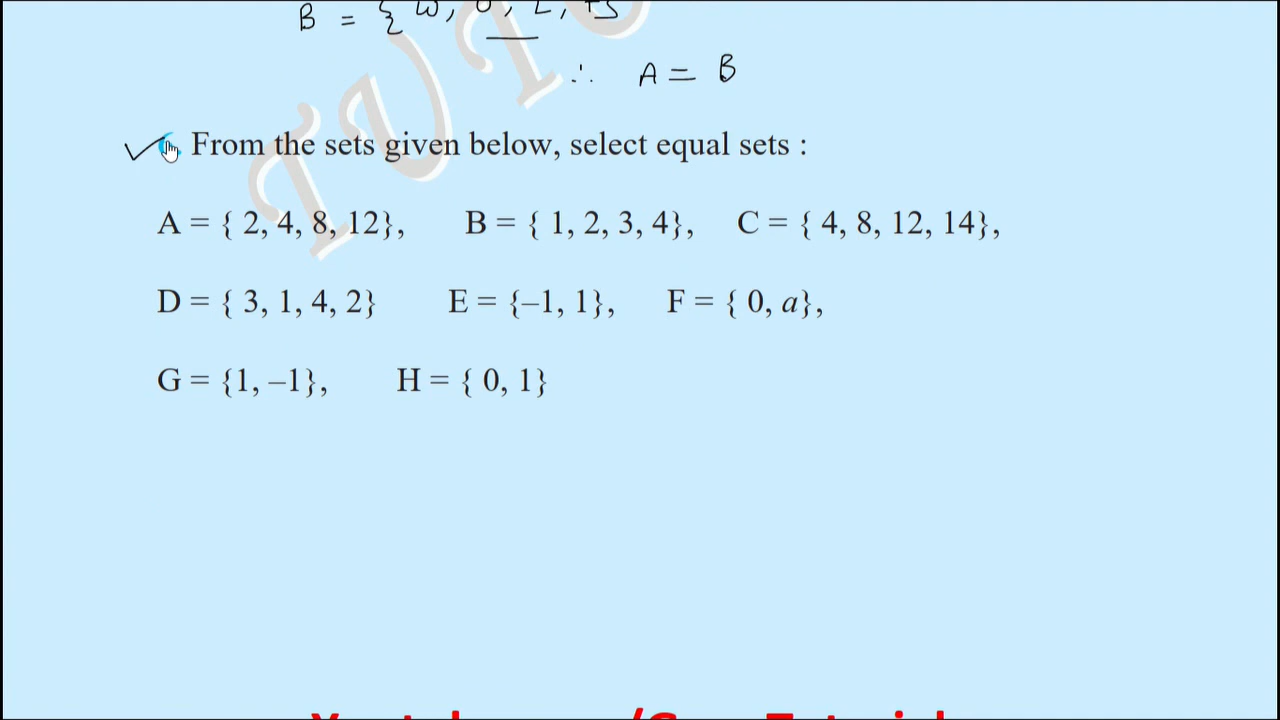 B = {
∴ A = B
From the sets given below, select equal sets :
A = { 2, 4, 8, 12}, B = { 1, 2, 3, 4}, C = { 4, 8, 12, 14},
D = { 3, 1, 4, 2} E = {–1, 1}, F = { 0, a},
G = {1, –1}, H = { 0, 1}